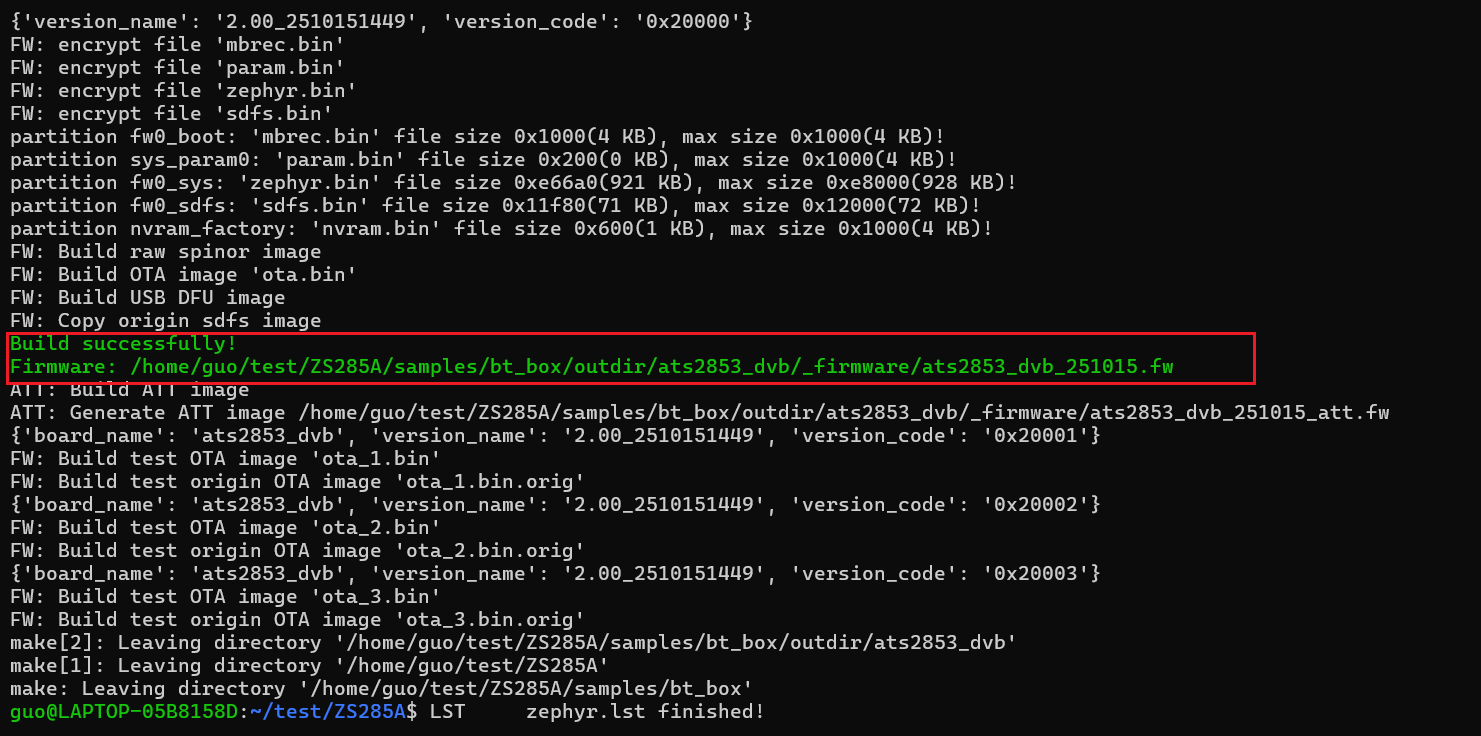 {'version_name': '2.00_2510151449', 'version_code': '0x20000'}
FW: encrypt file 'mbrec.bin'
FW: encrypt file 'param.bin'
FW: encrypt file 'zephyr.bin'
FW: encrypt file 'sdfs.bin'
partition fw0_boot: 'mbrec.bin' file size 0x1000(4 KB), max size 0x1000(4 KB)!
partition sys_param0: 'param.bin' file size 0x200(0 KB), max size 0x1000(4 KB)!
partition fw0_sys: 'zephyr.bin' file size 0xe66a0(921 KB), max size 0xe8000(928 KB)!
partition fw0_sdfs: 'sdfs.bin' file size 0x11f80(71 KB), max size 0x12000(72 KB)!
partition nvram_factory: 'nvram.bin' file size 0x600(1 KB), max size 0x1000(4 KB)!
FW: Build raw spinor image
FW: Build OTA image 'ota.bin'
FW: Build USB DFU image
FW: Copy origin sdfs image
Build successfully!
Firmware: /home/guo/test/ZS285A/samples/bt_box/outdir/ats2853_dvb/_firmware/ats2853_dvb_251015.fw
ATT: Build ATT image
ATT: Generate ATT image /home/guo/test/ZS285A/samples/bt_box/outdir/ats2853_dvb/_firmware/ats2853_dvb_251015_att.fw
{'board_name': 'ats2853_dvb', 'version_name': '2.00_2510151449', 'version_code': '0x20001'}
FW: Build test OTA image 'ota_1.bin'
FW: Build test origin OTA image 'ota_1.bin.orig'
{'board_name': 'ats2853_dvb', 'version_name': '2.00_2510151449', 'version_code': '0x20002'}
FW: Build test OTA image 'ota_2.bin'
FW: Build test origin OTA image 'ota_2.bin.orig'
{'board_name': 'ats2853_dvb', 'version_name': '2.00_2510151449', 'version_code': '0x20003'}
FW: Build test OTA image 'ota_3.bin'
FW: Build test origin OTA image 'ota_3.bin.orig'
make[2]: Leaving directory '/home/guo/test/ZS285A/samples/bt_box/outdir/ats2853_dvb'
make[1]: Leaving directory '/home/guo/test/ZS285A'
make: Leaving directory '/home/guo/test/ZS285A/samples/bt_box'
guo@LAPTOP-05B8158D:~/test/ZS285A$ LST     zephyr.lst finished!